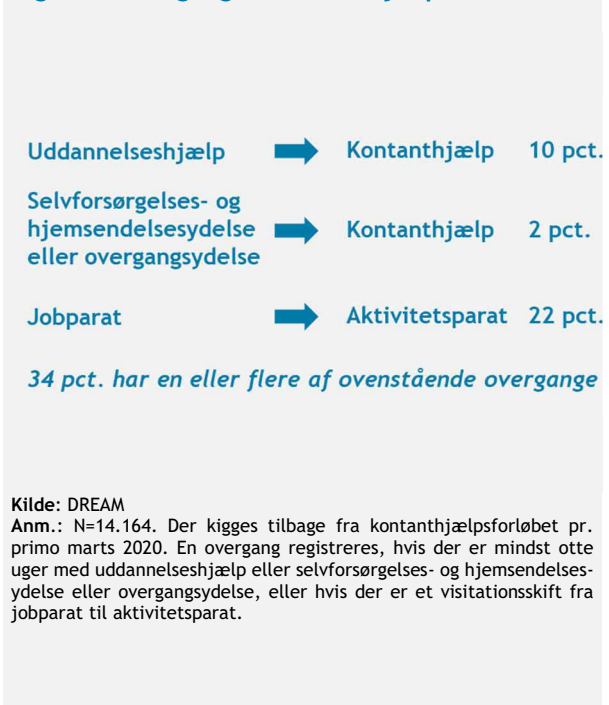 Uddannelseshjælp Kontanthjælp 10 pct.
Selvforsørgelses- og
hjemsendelsesydelse Kontanthjælp 2 pct.
eller overgangsydelse
Jobparat Aktivitetsparat 22 pct.
34 pct. har en eller flere af ovenstående overgange
Kilde: DREAM
Anm.: N=14.164. Der kigges tilbage fra kontanthjælpsforløbet pr.
primo marts 2020. En overgang registreres, hvis der er mindst otte
uger med uddannelseshjælp eller selvforsørgelses- og hjemsendelses-
ydelse eller overgangsydelse, eller hvis der er et visitationsskift fra
jobparat til aktivitetsparat.